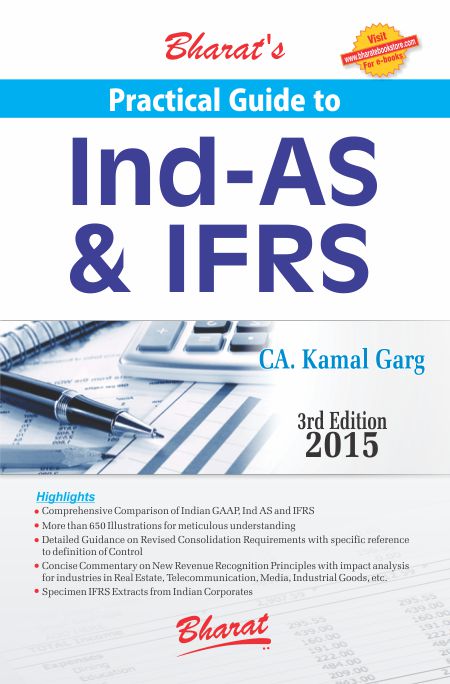 Bharat's
Visit
www.bharatebookstore.com
For e-books
Practical Guide to
Ind-AS
& IFRS
CA. Kamal Garg
3rd Edition
2015
Highlights
• Comprehensive Comparison of Indian GAAP, Ind AS and IFRS
• More than 650 Illustrations for meticulous understanding
• Detailed Guidance on Revised Consolidation Requirements with specific reference
to definition of Control
• Concise Commentary on New Revenue Recognition Principles with impact analysis
for industries in Real Estate, Telecommunication, Media, Industrial Goods, etc.
• Specimen IFRS Extracts from Indian Corporates
Bharat